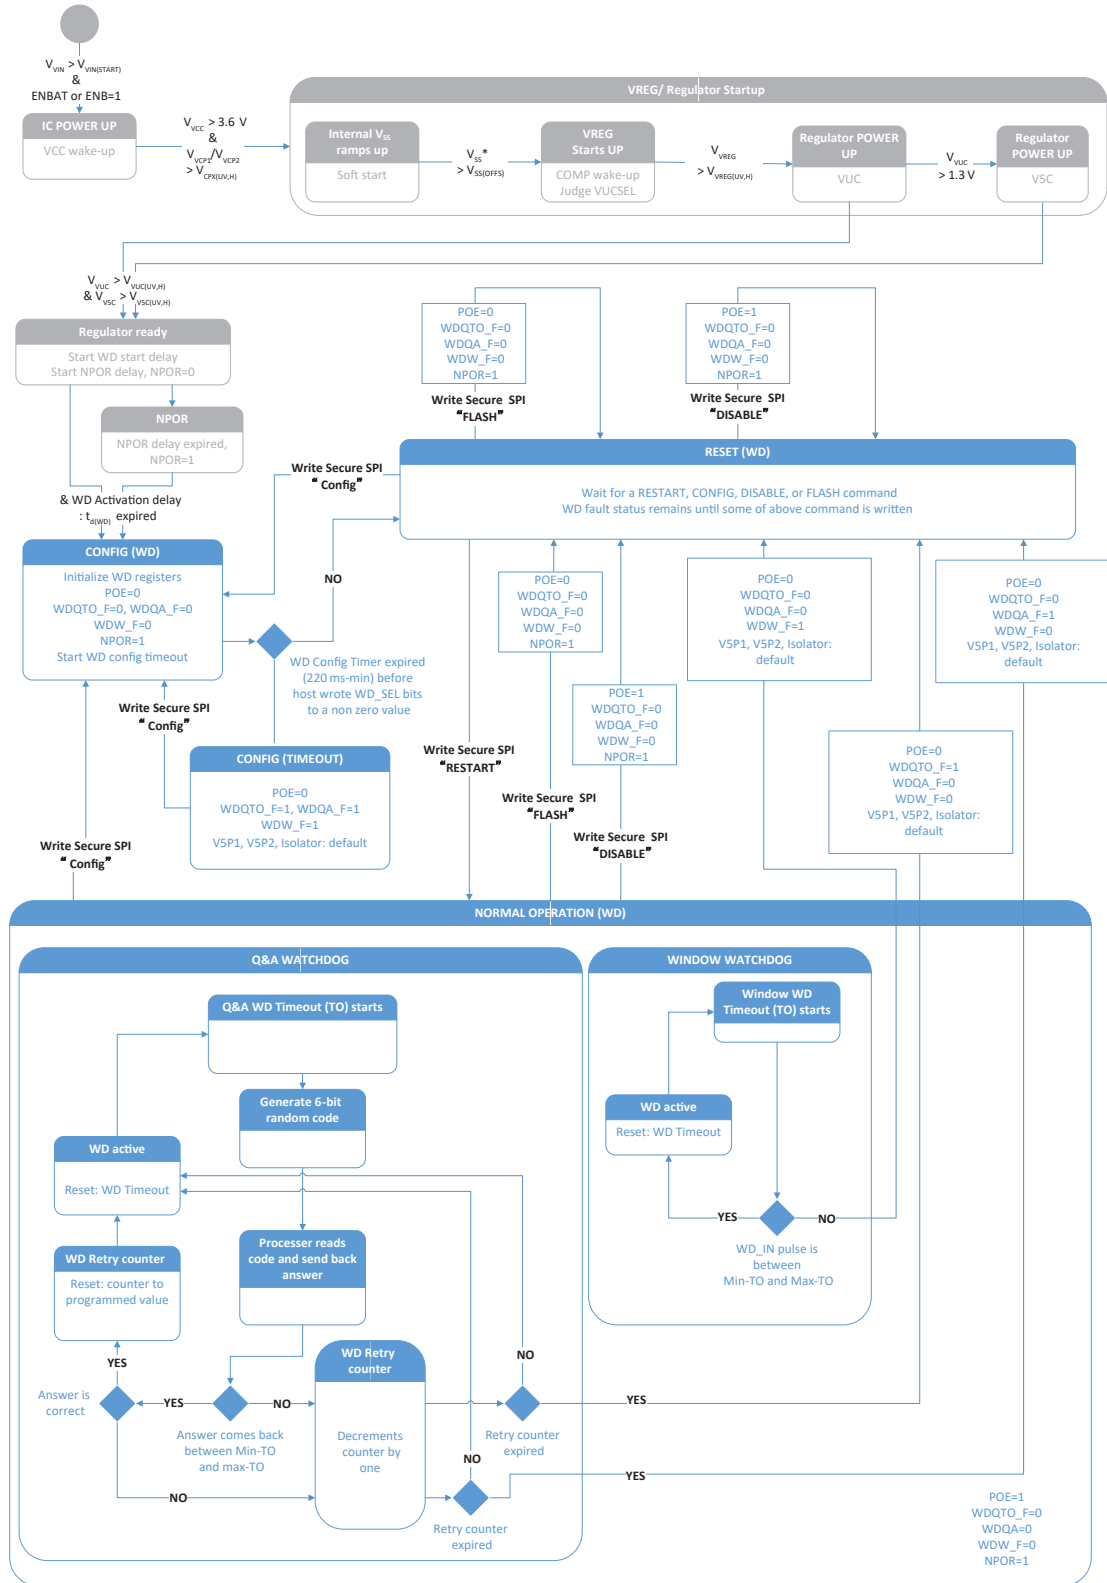 V_VIN > V_VIN(START)
&
ENBAT or ENB=1
IC POWER UP
VCC wake-up
V_VCC > 3.6 V
&
V_VCP1/V_VCP2
> V_CPX(UV,H)
VREG/ Regulator Startup
Internal V_SS
ramps up
Soft start
V_SS*
> V_SS(OFFS)
VREG
Starts UP
COMP wake-up
Judge VUCSEL
V_VREG
> V_VREG(UV,H)
Regulator POWER
UP
VUC
V_VUC
> 1.3 V
Regulator
POWER UP
V5C
V_VUC > V_VUC(UV,H)
& V_V5C > V_V5C(UV,H)
Regulator ready
Start WD start delay
Start NPOR delay, NPOR=0
NPOR
NPOR delay expired,
NPOR=1
& WD Activation delay
: t_d(WD) expired
POE=0
WDQTO_F=0
WDQA_F=0
WDW_F=0
NPOR=1
Write Secure SPI
“FLASH”
POE=1
WDQTO_F=0
WDQA_F=0
WDW_F=0
NPOR=1
Write Secure SPI
“DISABLE”
RESET (WD)
Wait for a RESTART, CONFIG, DISABLE, or FLASH command
WD fault status remains until some of above command is written
Write Secure SPI
“ Config”
CONFIG (WD)
Initialize WD registers
POE=0
WDQTO_F=0, WDQA_F=0
WDW_F=0
NPOR=1
Start WD config timeout
NO
WD Config Timer expired
(220 ms-min) before
host wrote WD_SEL bits
to a non zero value
Write Secure SPI
“ Config”
CONFIG (TIMEOUT)
POE=0
WDQTO_F=1, WDQA_F=1
WDW_F=1
V5P1, V5P2, Isolator: default
Write Secure SPI
“ Config”
Write Secure SPI
“RESTART”
POE=0
WDQTO_F=0
WDQA_F=0
WDW_F=0
NPOR=1
Write Secure SPI
“FLASH”
POE=1
WDQTO_F=0
WDQA_F=0
WDW_F=0
NPOR=1
Write Secure SPI
“DISABLE”
POE=0
WDQTO_F=0
WDQA_F=0
WDW_F=1
V5P1, V5P2, Isolator:
default
POE=0
WDQTO_F=1
WDQA_F=0
WDW_F=0
V5P1, V5P2, Isolator:
default
POE=0
WDQTO_F=0
WDQA_F=1
WDW_F=0
V5P1, V5P2, Isolator:
default
NORMAL OPERATION (WD)
Q&A WATCHDOG
Q&A WD Timeout (TO) starts
Generate 6-bit
random code
WD active
Reset: WD Timeout
Processer reads
code and send back
answer
WD Retry counter
Reset: counter to
programmed value
YES
Answer is
correct
YES
Answer comes back
between Min-TO
and max-TO
NO
NO
WD Retry
counter
Decrements
counter by
one
NO
Retry counter
expired
YES
NO
Retry counter
expired
YES
WINDOW WATCHDOG
Window WD
Timeout (TO) starts
WD active
Reset: WD Timeout
YES
NO
WD_IN pulse is
between
Min-TO and Max-TO
POE=1
WDQTO_F=0
WDQA=0
WDW_F=0
NPOR=1